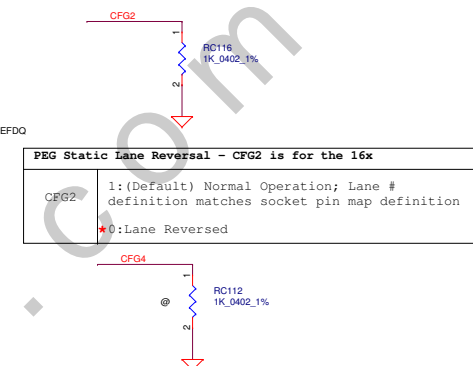 CFG2
1
RC116
1K_0402_1%
2
EFDQ
PEG Static Lane Reversal - CFG2 is for the 16x
CFG2
1:(Default) Normal Operation; Lane #
definition matches socket pin map definition
*0:Lane Reversed
CFG4
1
@
RC112
1K_0402_1%
2
.com